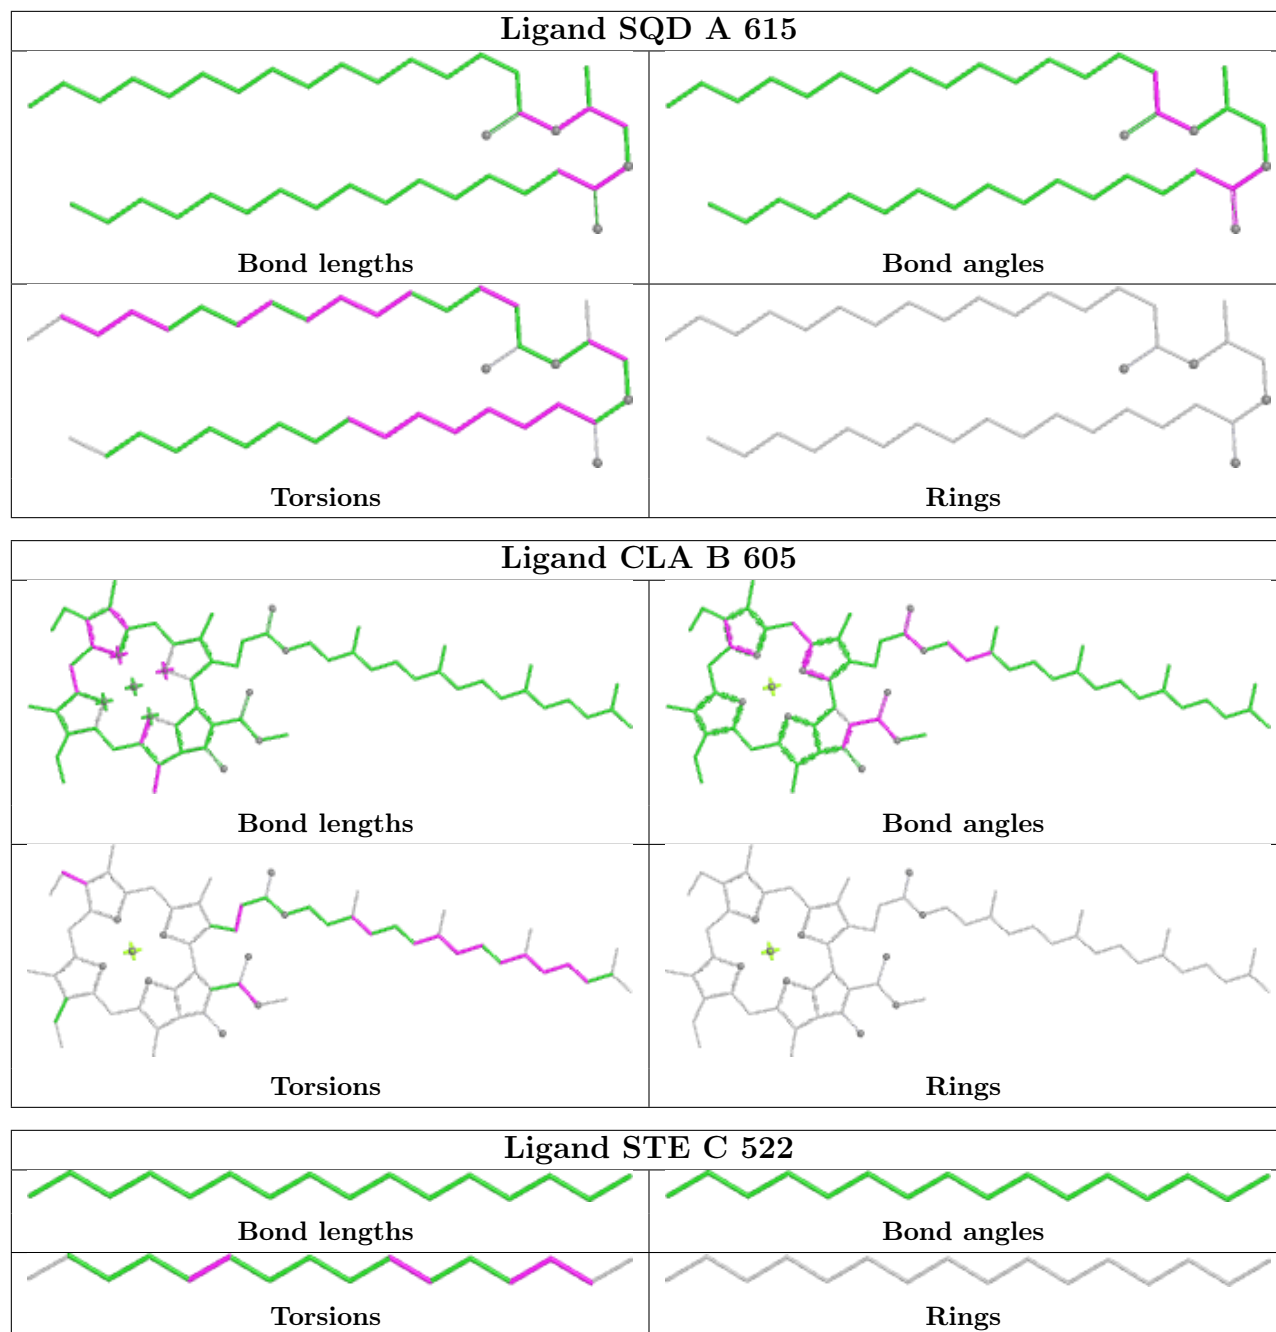 Ligand SQD A 615
Bond lengths
Bond angles
Torsions
Rings
Ligand CLA B 605
Bond lengths
Bond angles
Torsions
Rings
Ligand STE C 522
Bond lengths
Bond angles
Torsions
Rings